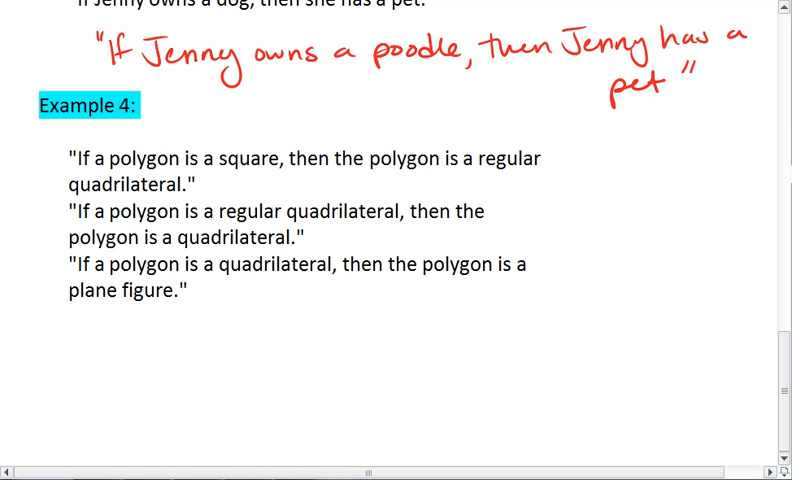 "If Jenny owns a dog, then she has a pet."
"If Jenny owns a poodle, then Jenny has a
pet"
Example 4:
"If a polygon is a square, then the polygon is a regular
quadrilateral."
"If a polygon is a regular quadrilateral, then the
polygon is a quadrilateral."
"If a polygon is a quadrilateral, then the polygon is a
plane figure."